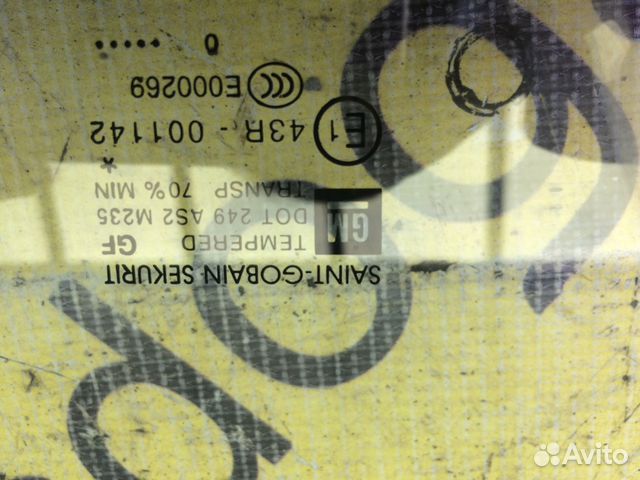 SAINT-GOBAIN SEKURIT
GM TEMPERED GF
DOT 249 AS2 M235
TRANSP 70% MIN
*
E1 43R - 001142
CCC E000269
0 .....
Avito